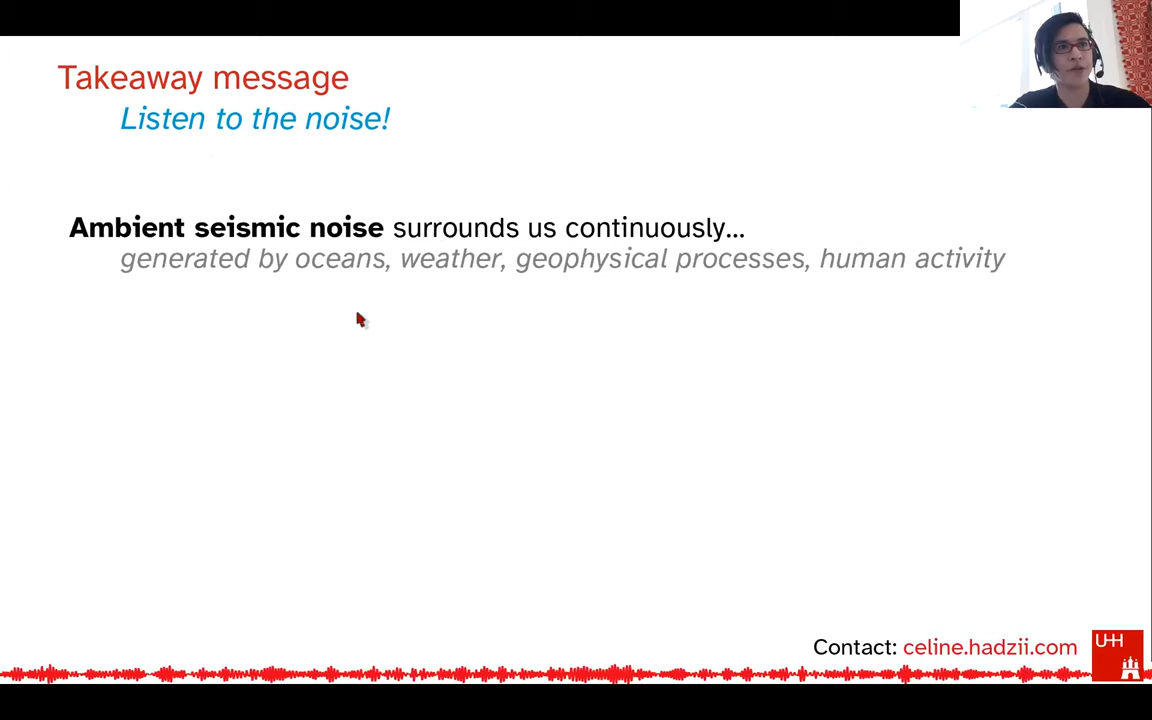 Takeaway message
Listen to the noise!
Ambient seismic noise surrounds us continuously...
generated by oceans, weather, geophysical processes, human activity
Contact: celine.hadzii.com
UHH